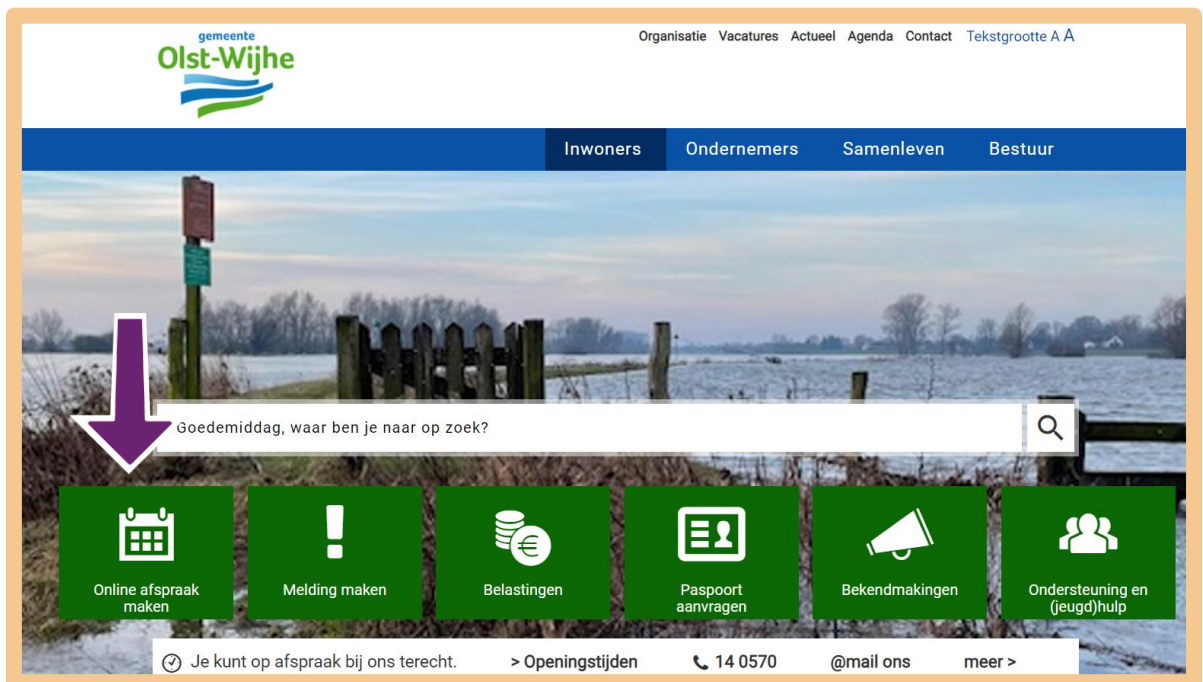 gemeente
Olst-Wijhe
Organisatie Vacatures Actueel Agenda Contact Tekstgrootte A A
Inwoners Ondernemers Samenleven Bestuur
Goedemiddag, waar ben je naar op zoek?
Online afspraak
maken
Melding maken
Belastingen
Paspoort
aanvragen
Bekendmakingen
Ondersteuning en
(jeugd)hulp
Je kunt op afspraak bij ons terecht. > Openingstijden 14 0570 @mail ons meer >